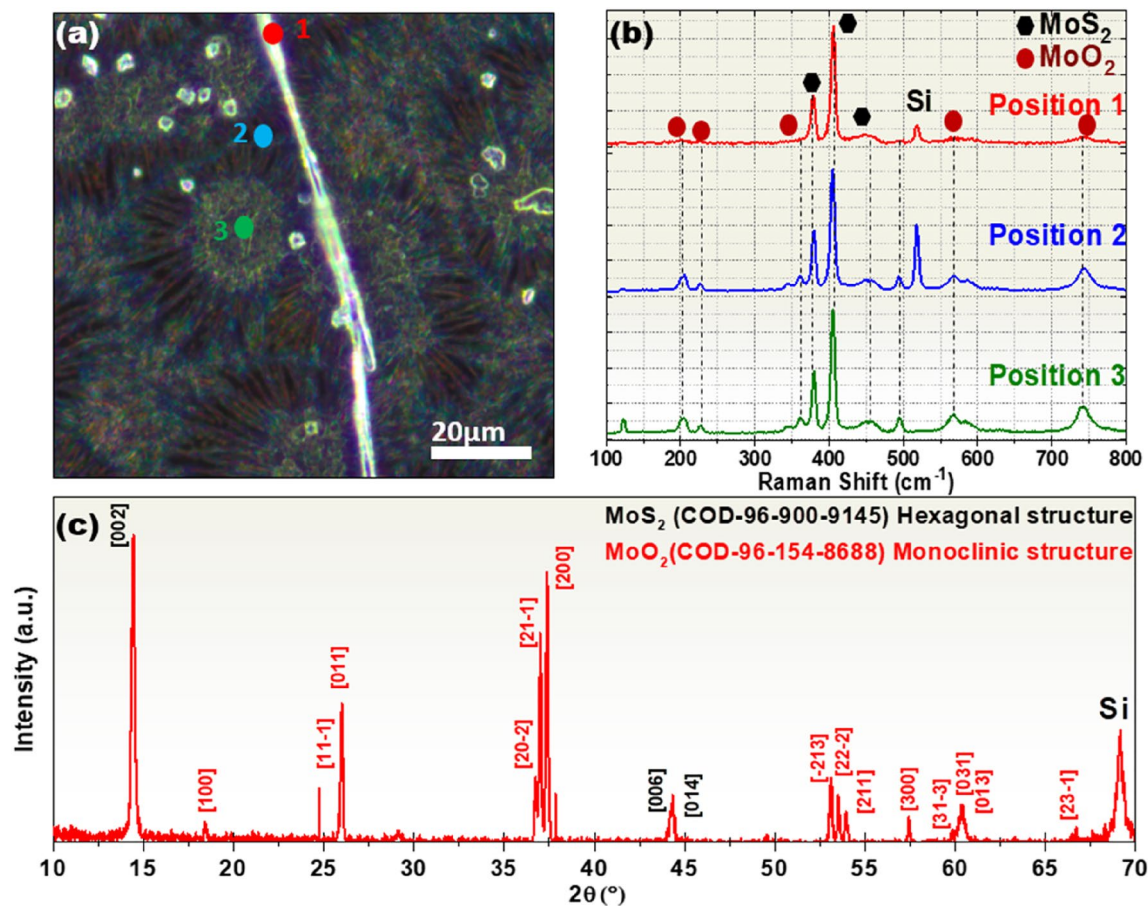 (a)
1
2
3
20µm
(b)
MoS2
MoO2
Si
Position 1
Position 2
Position 3
100 200 300 400 500 600 700 800
Raman Shift (cm-1)
(c)
MoS2 (COD-96-900-9145) Hexagonal structure
MoO2(COD-96-154-8688) Monoclinic structure
[002]
[100]
[11-1]
[011]
[20-2]
[21-1]
[200]
[006]
[014]
[-213]
[22-2]
[211]
[300]
[31-3]
[031]
[013]
[23-1]
Si
Intensity (a.u.)
10 15 20 25 30 35 40 45 50 55 60 65 70
2θ (°)